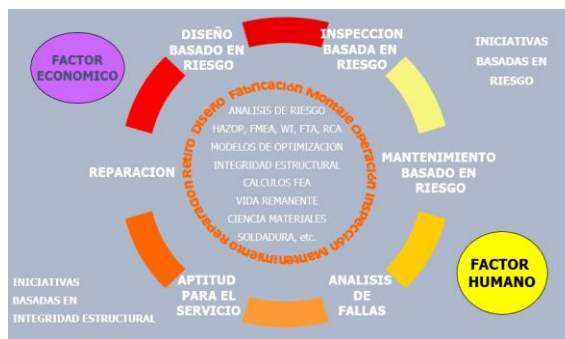 FACTOR
ECONOMICO
DISEÑO
BASADO EN
RIESGO
INSPECCION
BASADA EN
RIESGO
INICIATIVAS
BASADAS EN
RIESGO
Diseño Fabricación Montaje Operación Inspección Mantenimiento Reparación Retiro
ANALISIS DE RIESGO
HAZOP, FMEA, WI, FTA, RCA
MODELOS DE OPTIMIZACION
INTEGRIDAD ESTRUCTURAL
CALCULOS FEA
VIDA REMANENTE
CIENCIA MATERIALES
SOLDADURA, etc.
REPARACION
MANTENIMIENTO
BASADO EN
RIESGO
INICIATIVAS
BASADAS EN
INTEGRIDAD ESTRUCTURAL
APTITUD
PARA EL
SERVICIO
ANALISIS
DE
FALLAS
FACTOR
HUMANO